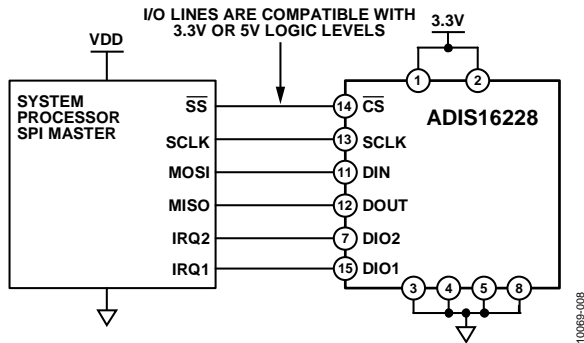 I/O LINES ARE COMPATIBLE WITH
3.3V OR 5V LOGIC LEVELS
VDD
3.3V
1 2
SYSTEM
PROCESSOR
SPI MASTER
ADIS16228
SS 14 CS
SCLK 13 SCLK
MOSI 11 DIN
MISO 12 DOUT
IRQ2 7 DIO2
IRQ1 15 DIO1
3 4 5 8
10069-008